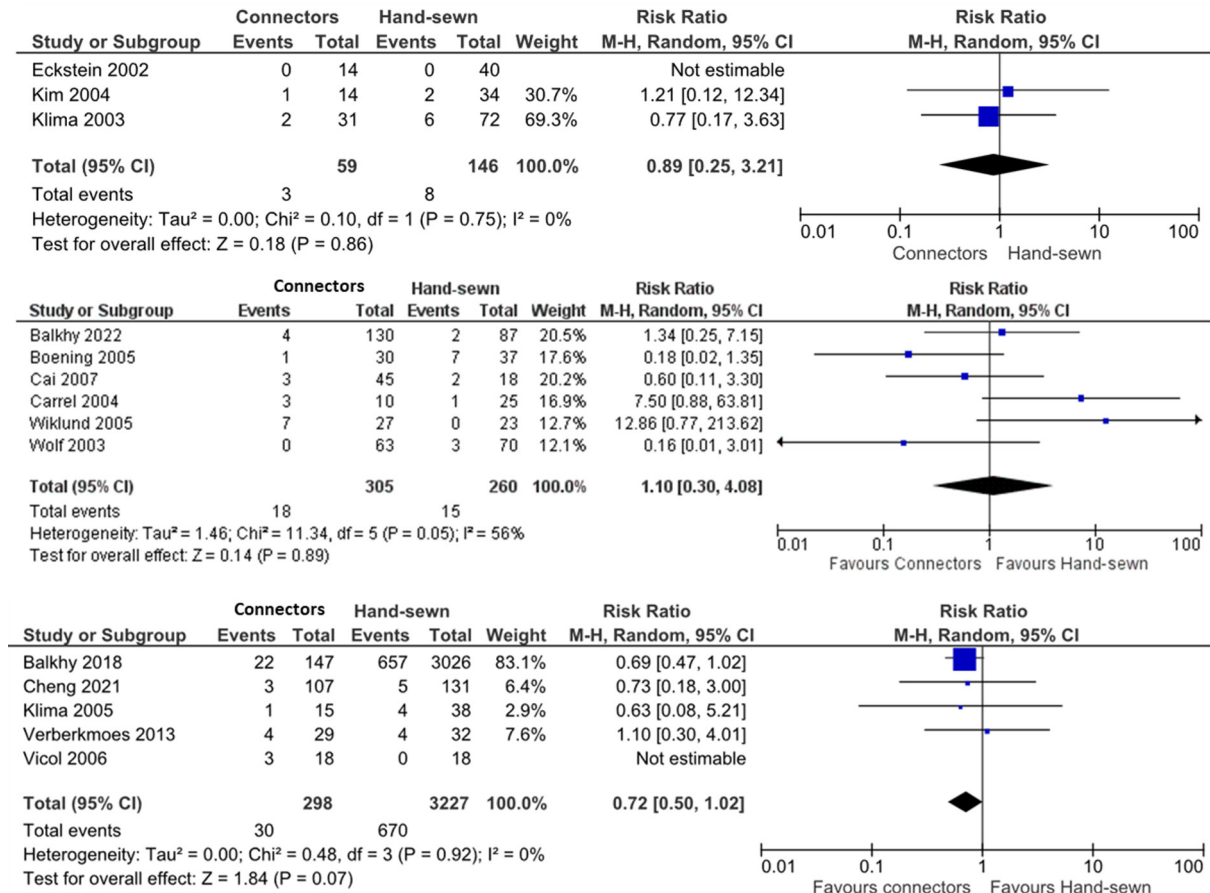 Connectors Hand-sewn Risk Ratio Risk Ratio
Study or Subgroup Events Total Events Total Weight M-H, Random, 95% CI M-H, Random, 95% CI
Eckstein 2002 0 14 0 40 Not estimable
Kim 2004 1 14 2 34 30.7% 1.21 [0.12, 12.34]
Klima 2003 2 31 6 72 69.3% 0.77 [0.17, 3.63]
Total (95% CI) 59 146 100.0% 0.89 [0.25, 3.21]
Total events 3 8
Heterogeneity: Tau² = 0.00; Chi² = 0.10, df = 1 (P = 0.75); I² = 0%
Test for overall effect: Z = 0.18 (P = 0.86)
0.01 0.1 1 10 100
Connectors Hand-sewn
Connectors Hand-sewn Risk Ratio Risk Ratio
Study or Subgroup Events Total Events Total Weight M-H, Random, 95% CI M-H, Random, 95% CI
Balkhy 2022 4 130 2 87 20.5% 1.34 [0.25, 7.15]
Boening 2005 1 30 7 37 17.6% 0.18 [0.02, 1.35]
Cai 2007 3 45 2 18 20.2% 0.60 [0.11, 3.30]
Carrel 2004 3 10 1 25 16.9% 7.50 [0.88, 63.81]
Wiklund 2005 7 27 0 23 12.7% 12.86 [0.77, 213.62]
Wolf 2003 0 63 3 70 12.1% 0.16 [0.01, 3.01]
Total (95% CI) 305 260 100.0% 1.10 [0.30, 4.08]
Total events 18 15
Heterogeneity: Tau² = 1.46; Chi² = 11.34, df = 5 (P = 0.05); I² = 56%
Test for overall effect: Z = 0.14 (P = 0.89)
0.01 0.1 1 10 100
Favours Connectors Favours Hand-sewn
Connectors Hand-sewn Risk Ratio Risk Ratio
Study or Subgroup Events Total Events Total Weight M-H, Random, 95% CI M-H, Random, 95% CI
Balkhy 2018 22 147 657 3026 83.1% 0.69 [0.47, 1.02]
Cheng 2021 3 107 5 131 6.4% 0.73 [0.18, 3.00]
Klima 2005 1 15 4 38 2.9% 0.63 [0.08, 5.21]
Verberkmoes 2013 4 29 4 32 7.6% 1.10 [0.30, 4.01]
Vicol 2006 3 18 0 18 Not estimable
Total (95% CI) 298 3227 100.0% 0.72 [0.50, 1.02]
Total events 30 670
Heterogeneity: Tau² = 0.00; Chi² = 0.48, df = 3 (P = 0.92); I² = 0%
Test for overall effect: Z = 1.84 (P = 0.07)
0.01 0.1 1 10 100
Favours connectors Favours Hand-sewn